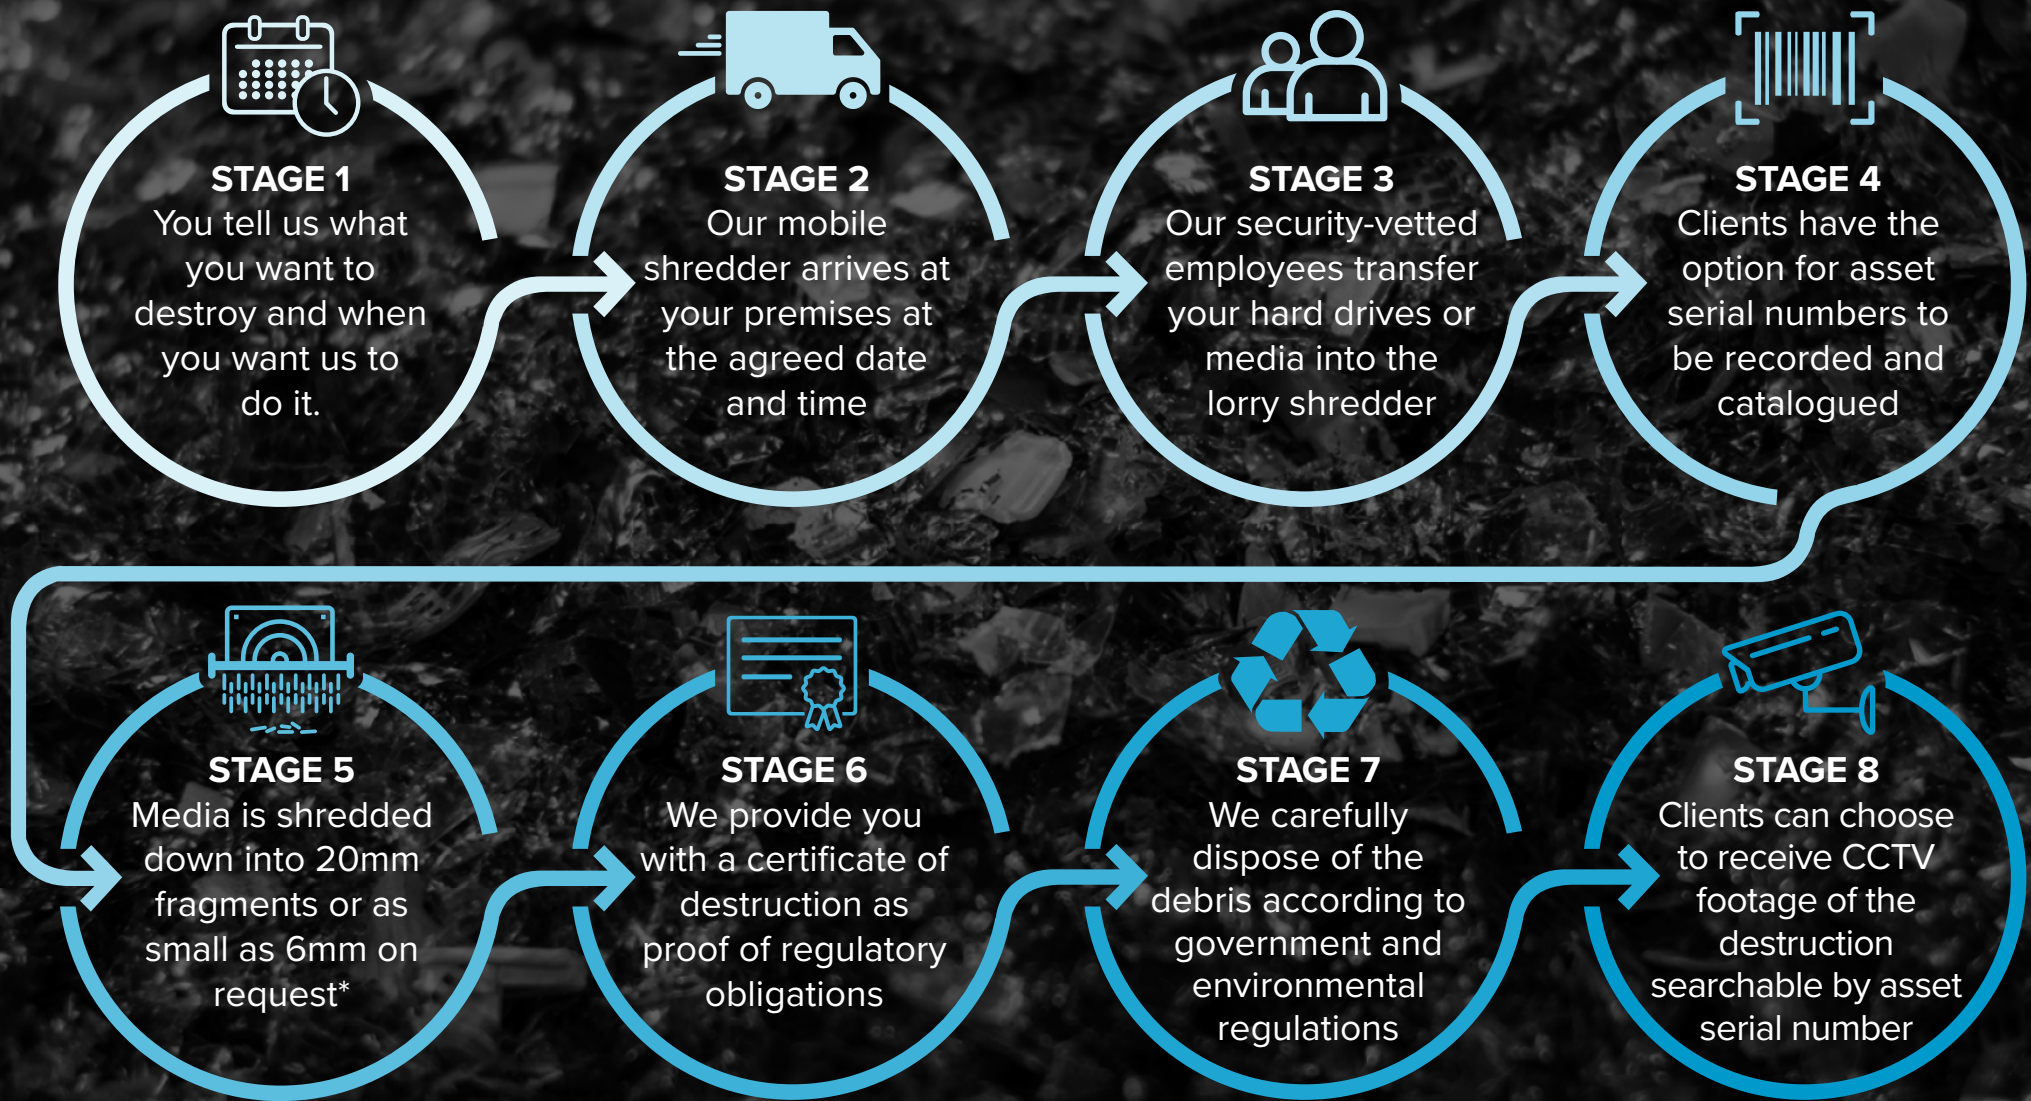 STAGE 1
You tell us what
you want to
destroy and when
you want us to
do it.
STAGE 2
Our mobile
shredder arrives at
your premises at
the agreed date
and time
STAGE 3
Our security-vetted
employees transfer
your hard drives or
media into the
lorry shredder
STAGE 4
Clients have the
option for asset
serial numbers to
be recorded and
catalogued
STAGE 5
Media is shredded
down into 20mm
fragments or as
small as 6mm on
request*
STAGE 6
We provide you
with a certificate of
destruction as
proof of regulatory
obligations
STAGE 7
We carefully
dispose of the
debris according to
government and
environmental
regulations
STAGE 8
Clients can choose
to receive CCTV
footage of the
destruction
searchable by asset
serial number